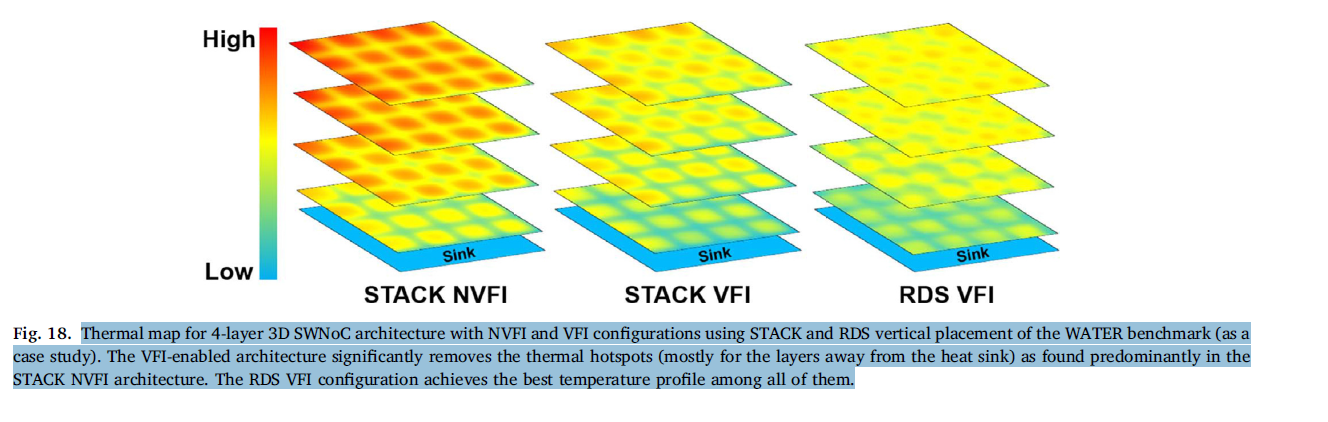 High
Low
Sink
Sink
Sink
STACK NVFI
STACK VFI
RDS VFI
Fig. 18. Thermal map for 4-layer 3D SWNoC architecture with NVFI and VFI configurations using STACK and RDS vertical placement of the WATER benchmark (as a
case study). The VFI-enabled architecture significantly removes the thermal hotspots (mostly for the layers away from the heat sink) as found predominantly in the
STACK NVFI architecture. The RDS VFI configuration achieves the best temperature profile among all of them.